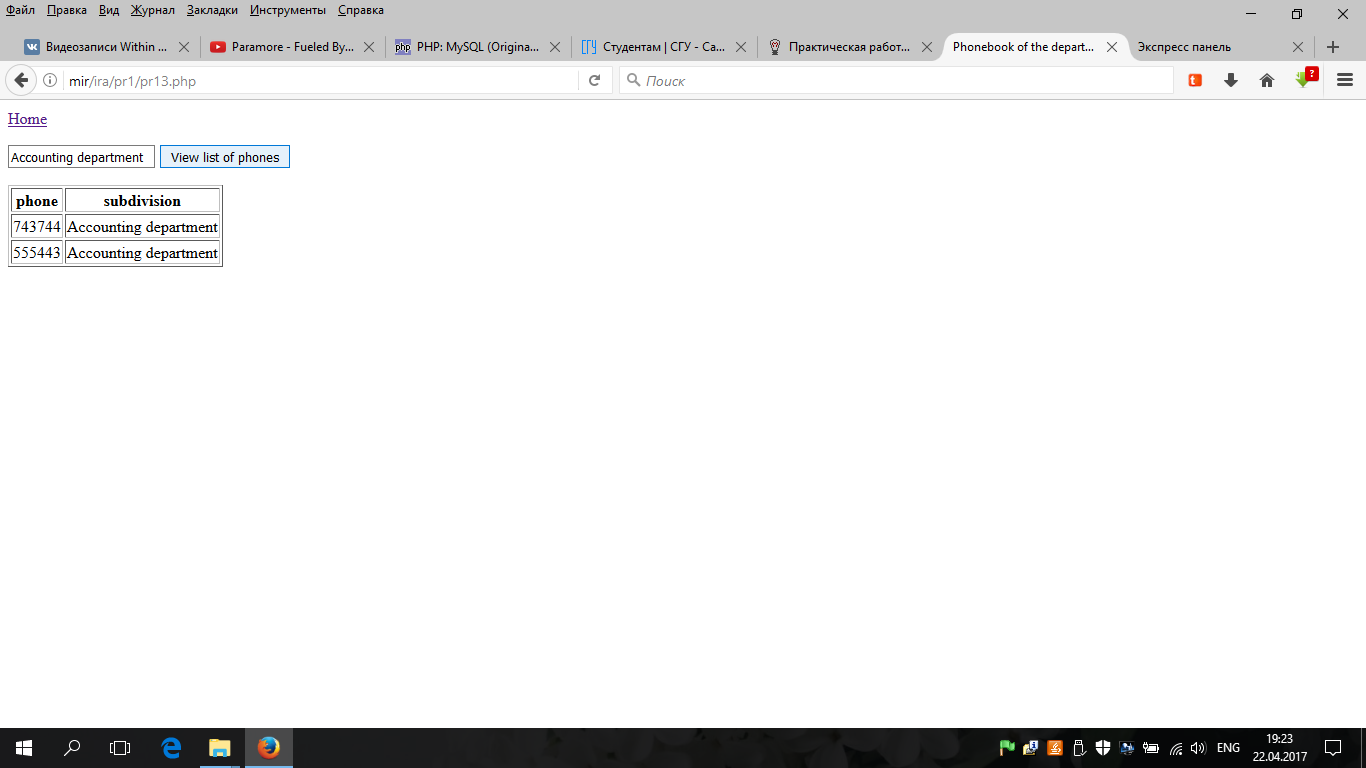 Файл Правка Вид Журнал Закладки Инструменты Справка
Видеозаписи Within ... Paramore - Fueled By... php PHP: MySQL (Origina... Студентам | СГУ - Са... Практическая работ... Phonebook of the depart... Экспресс панель
mir/ira/pr1/pr13.php Поиск t ?
Home
Accounting department View list of phones
phone subdivision
743744 Accounting department
555443 Accounting department
ENG 19:23
22.04.2017